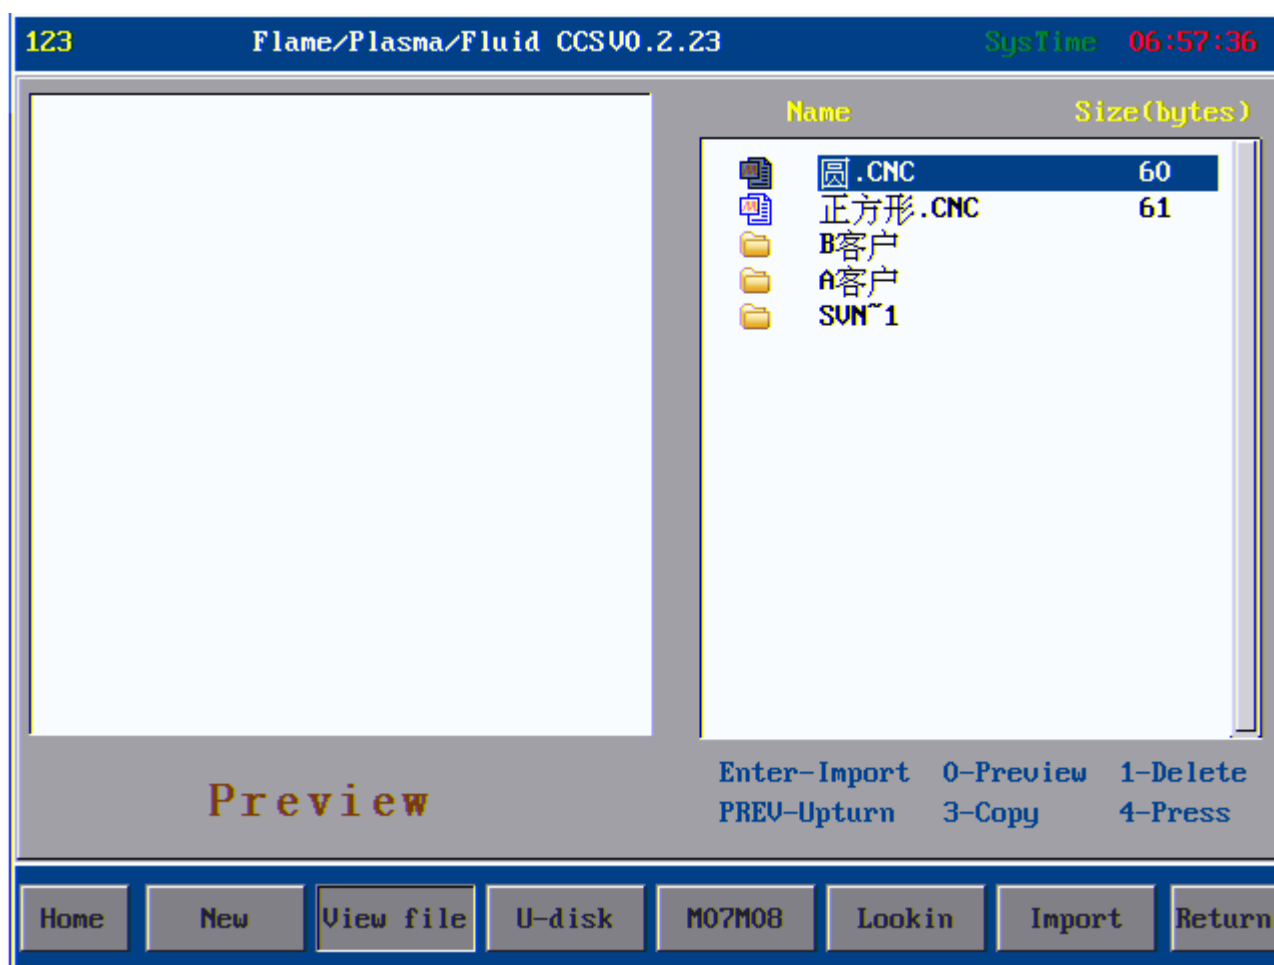 123 Flame/Plasma/Fluid CCSV0.2.23 SysTime 06:57:36
Name Size(bytes)
圆.CNC 60
正方形.CNC 61
B客户
A客户
SVN~1
Enter-Import 0-Preview 1-Delete
Preview
PREV-Upturn 3-Copy 4-Press
Home New View file U-disk M07M08 Lookin Import Return